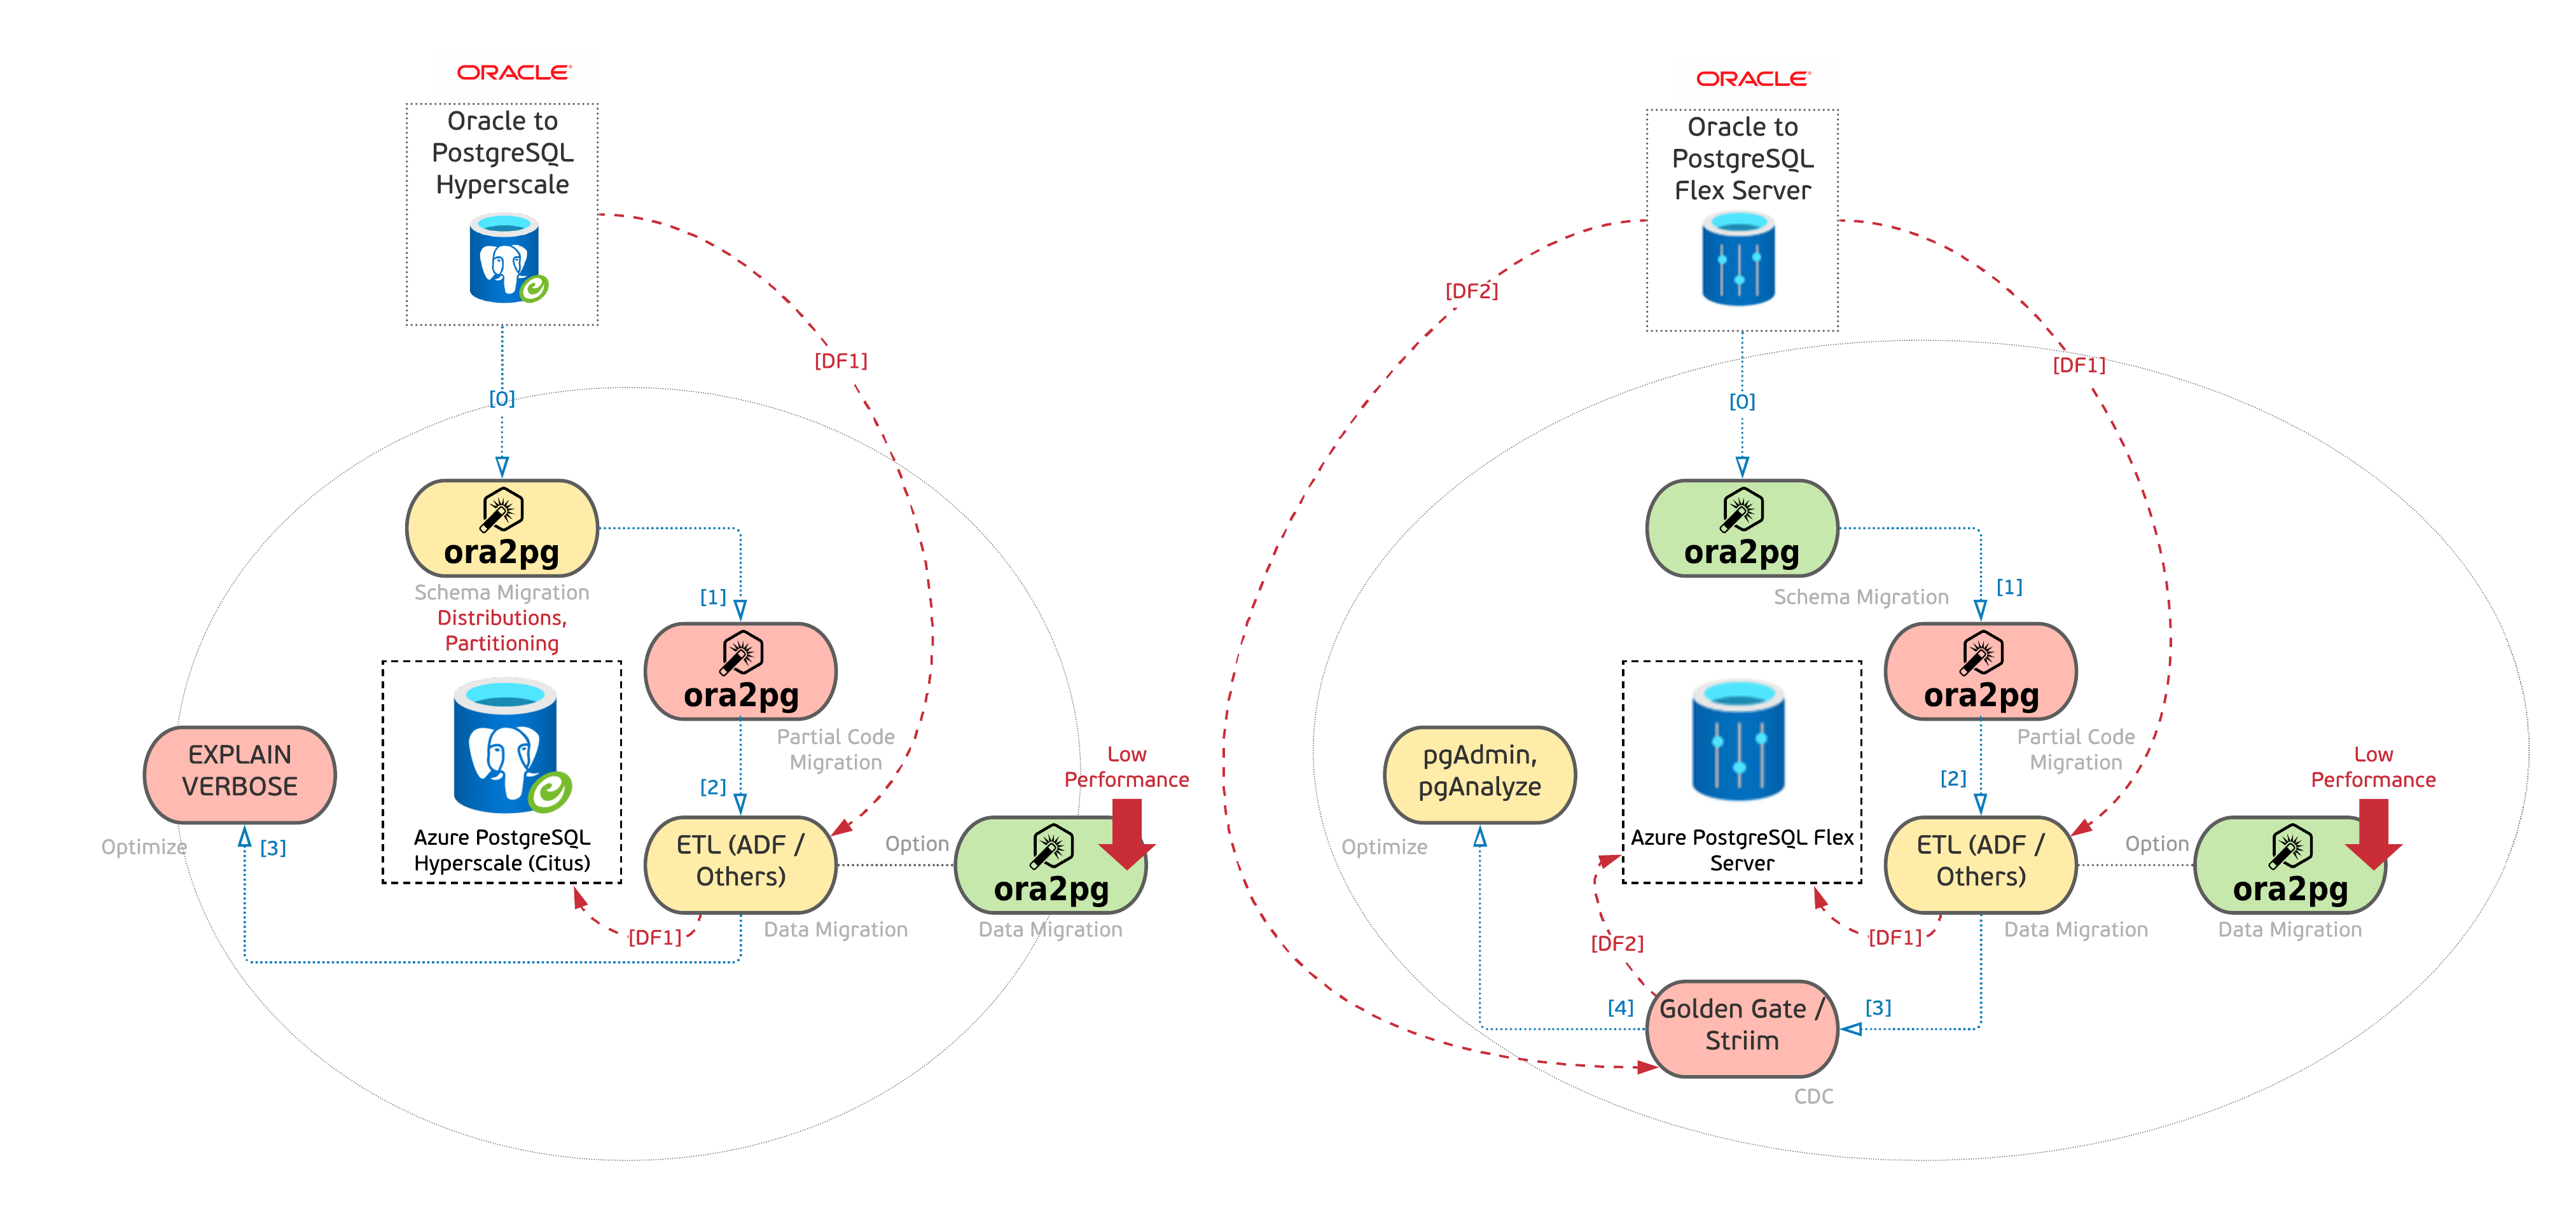 ORACLE
Oracle to
PostgreSQL
Hyperscale
[DF1]
[0]
ora2pg
Schema Migration
Distributions,
Partitioning
[1]
ora2pg
Partial Code
Migration
[2]
EXPLAIN
VERBOSE
Optimize
[3]
Azure PostgreSQL
Hyperscale (Citus)
ETL (ADF /
Others)
Data Migration
[DF1]
Option
Low
Performance
ora2pg
Data Migration
ORACLE
Oracle to
PostgreSQL
Flex Server
[DF2]
[DF1]
[0]
ora2pg
Schema Migration
[1]
ora2pg
Partial Code
Migration
[2]
pgAdmin,
pgAnalyze
Optimize
Azure PostgreSQL Flex
Server
ETL (ADF /
Others)
Data Migration
[DF1]
Option
Low
Performance
ora2pg
Data Migration
[DF2]
[4]
Golden Gate /
Striim
[3]
CDC